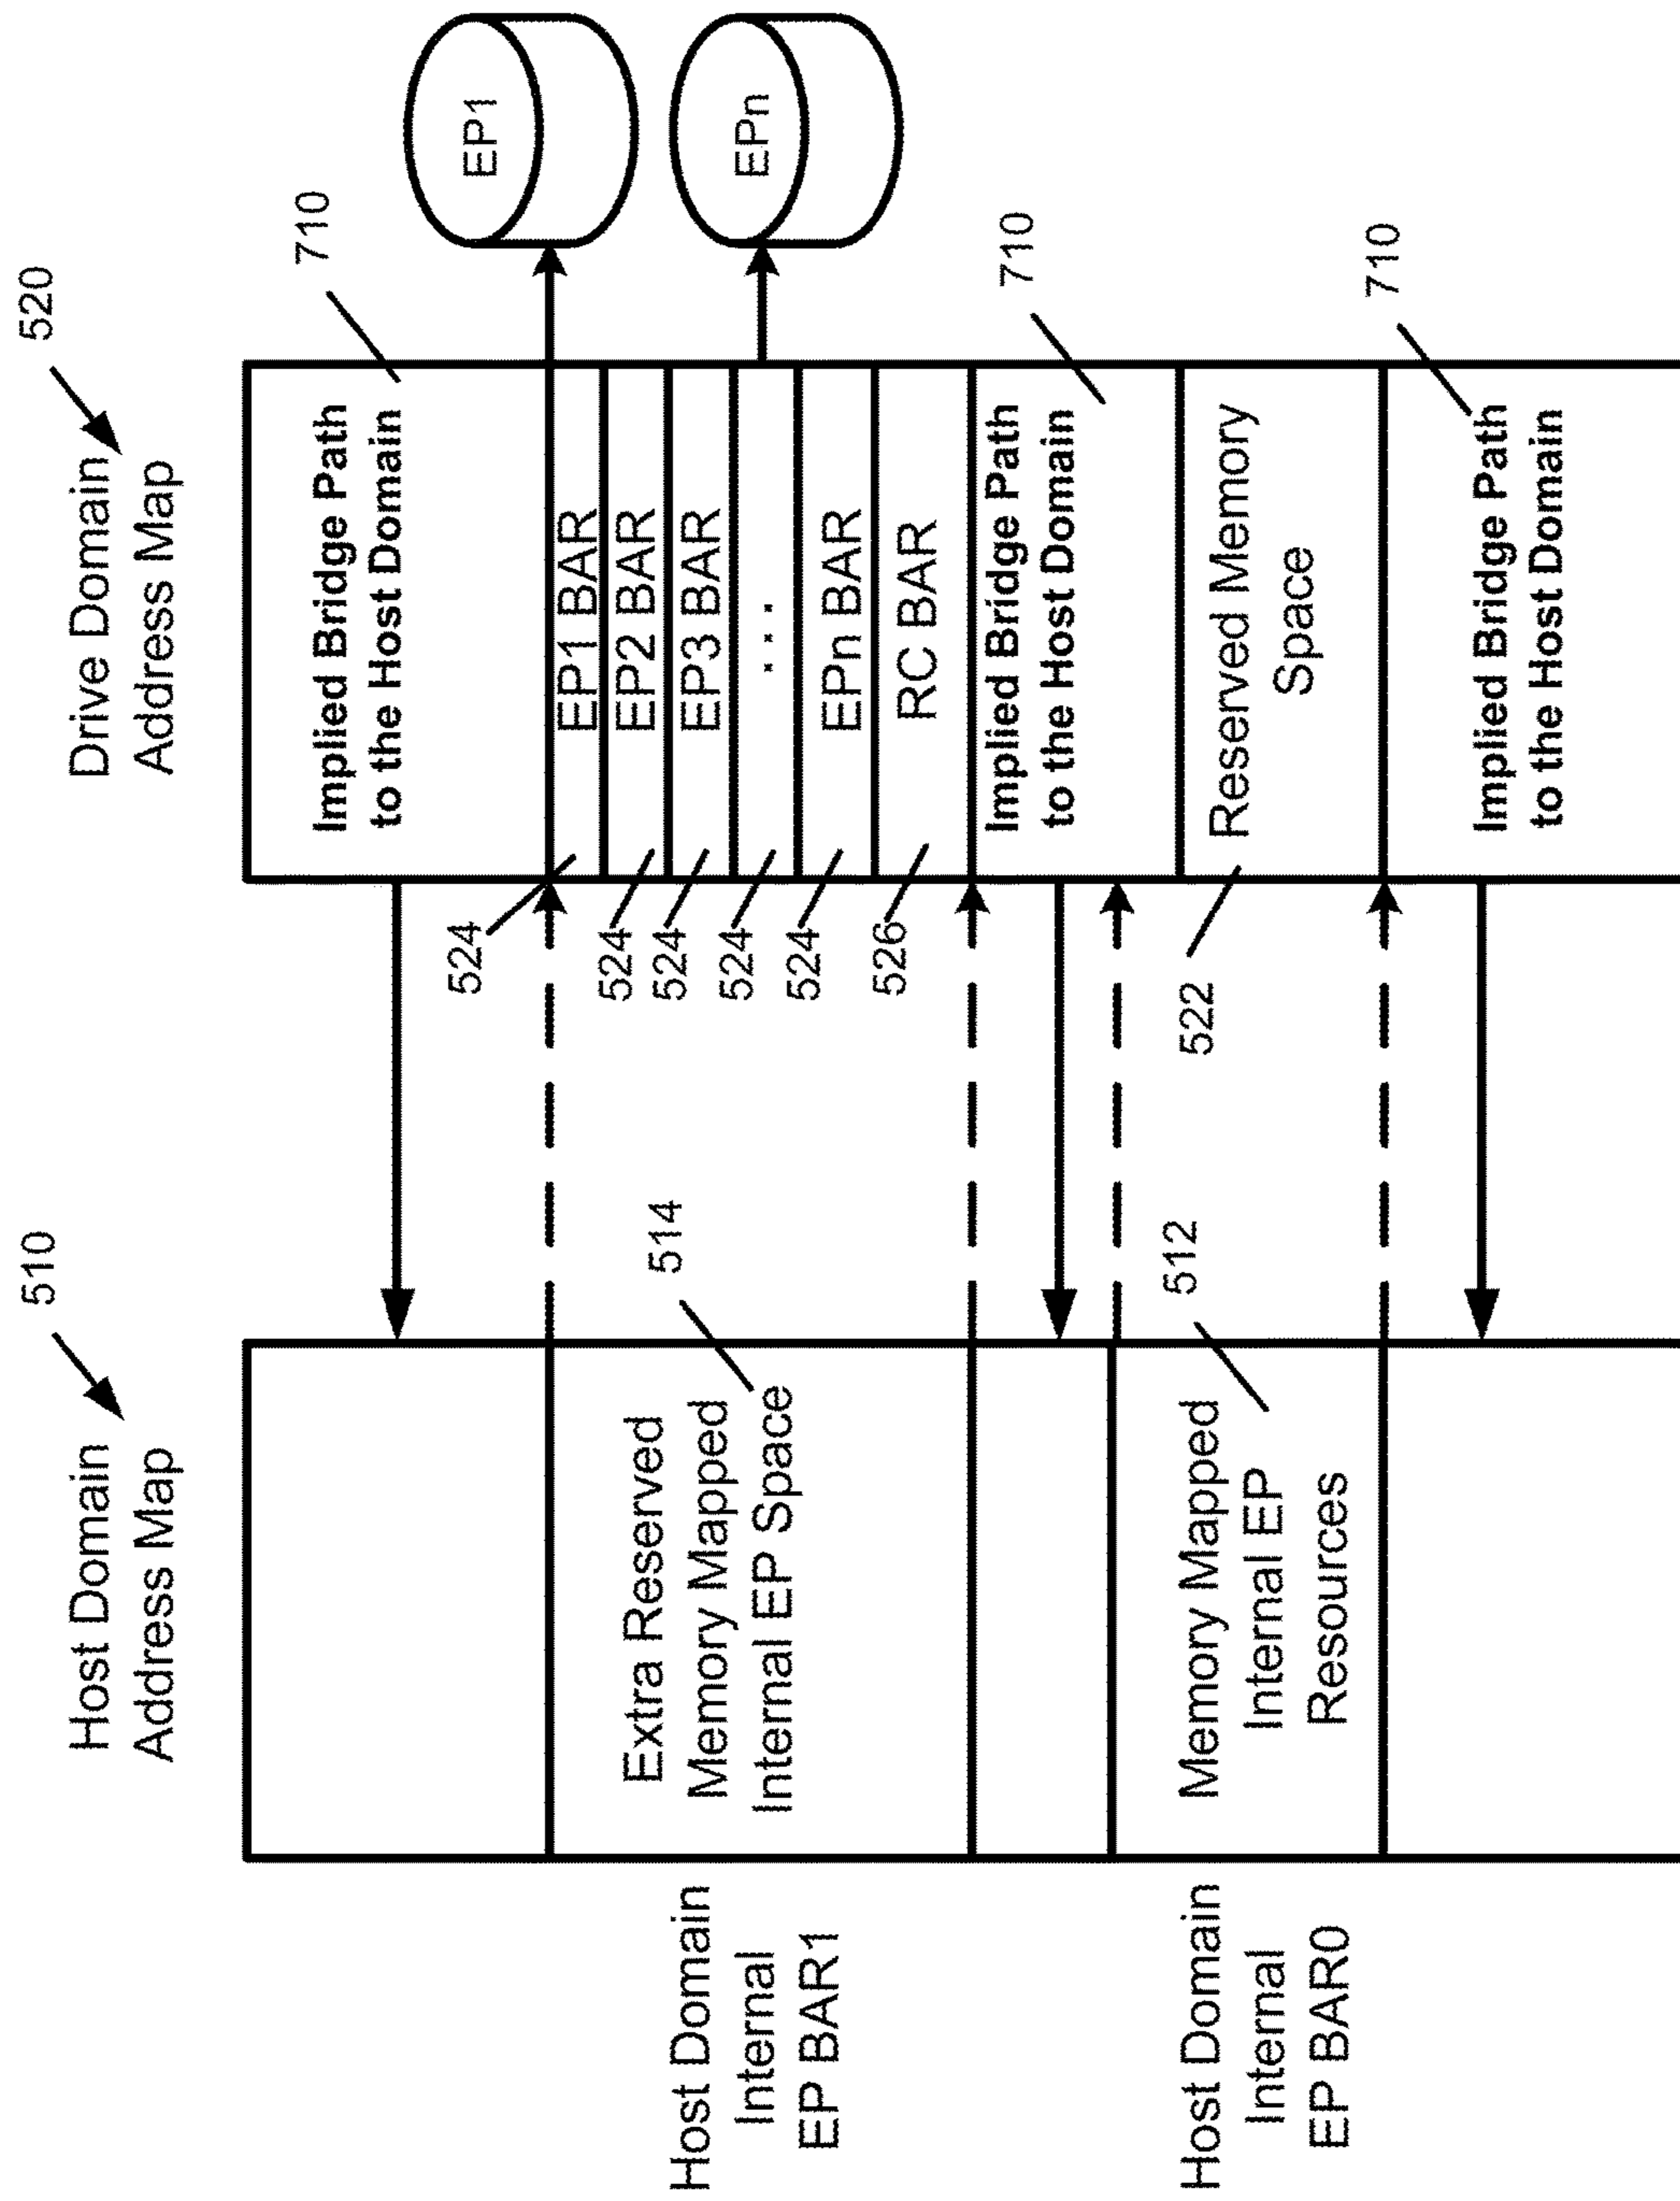 510
Host Domain
Address Map
520
Drive Domain
Address Map
Host Domain
Internal
EP BAR1
Host Domain
Internal
EP BAR0
Extra Reserved
Memory Mapped
Internal EP Space
514
Memory Mapped
Internal EP
Resources
512
Implied Bridge Path
to the Host Domain
710
524
EP1 BAR
524
EP2 BAR
524
EP3 BAR
524
...
524
EPn BAR
526
RC BAR
Implied Bridge Path
to the Host Domain
710
522
Reserved Memory
Space
Implied Bridge Path
to the Host Domain
710
EP1
EPn